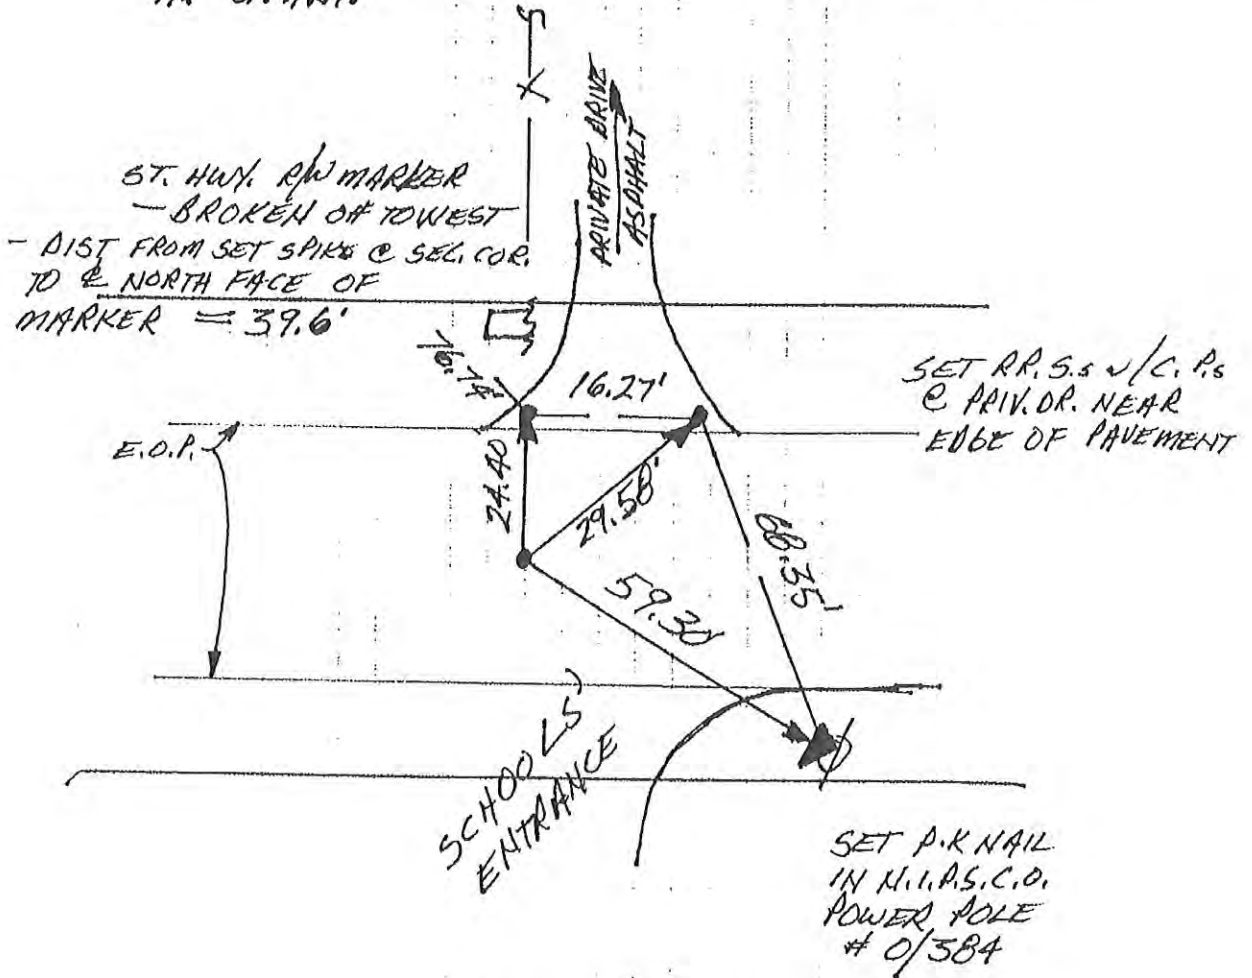 ST. HWY. R/W MARKER
— BROKEN OFF TO WEST
- DIST FROM SET SPIKE @ SEC. COR.
TO ℄ NORTH FACE OF
MARKER = 39.6'
PRIVATE DRIVE
ASPHALT
16.27'
SET RR. S.s w/C. P.s
@ PRIV. DR. NEAR
EDGE OF PAVEMENT
E.O.P.
24.40
29.58'
68.35'
59.30
SCHOOL'S
ENTRANCE
SET P.K NAIL
IN N.I.P.S.C.O.
POWER POLE
# 0/384